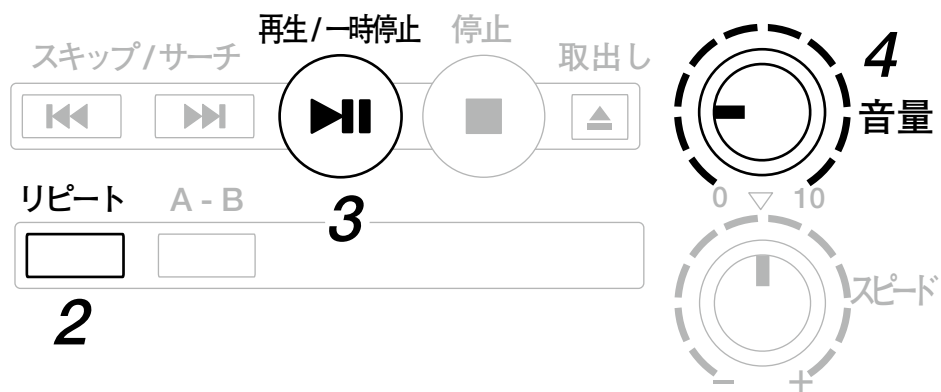 スキップ/サーチ
再生/一時停止
停止
取出し
4
音量
リピート
A - B
3
0
10
2
スピード
−
+